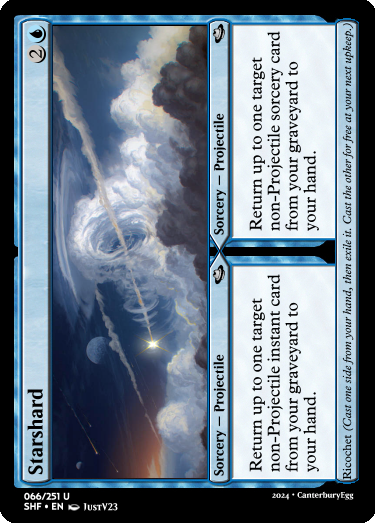 Starshard
2
Sorcery — Projectile
Return up to one target
non-Projectile instant card
from your graveyard to
your hand.
Sorcery — Projectile
Return up to one target
non-Projectile sorcery card
from your graveyard to
your hand.
Ricochet (Cast one side from your hand, then exile it. Cast the other for free at your next upkeep.)
066/251 U
SHF • EN JustV23
2024 • CanterburyEgg